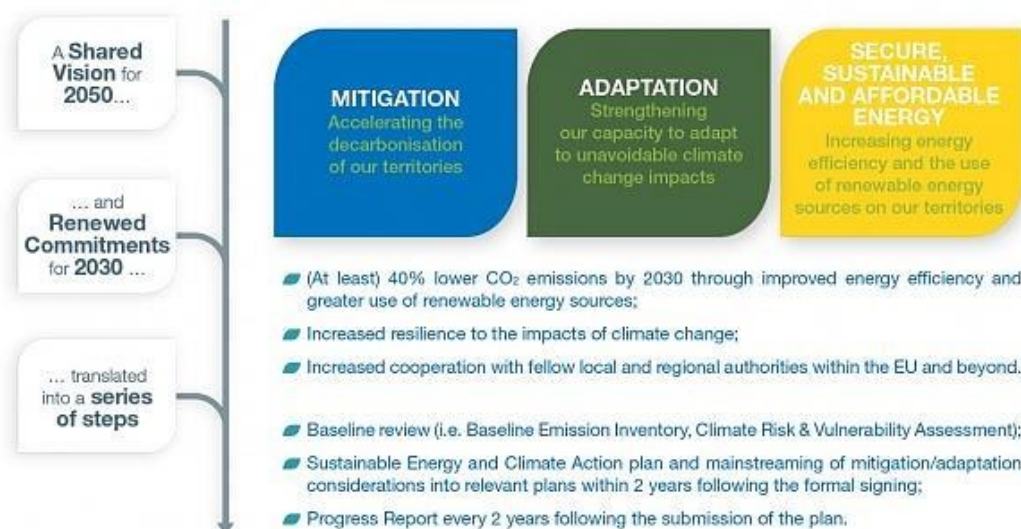 A Shared
Vision for
2050...
MITIGATION
Accelerating the
decarbonisation
of our territories
ADAPTATION
Strengthening
our capacity to adapt
to unavoidable climate
change impacts
SECURE,
SUSTAINABLE
AND AFFORDABLE
ENERGY
Increasing energy
efficiency and the use
of renewable energy
sources on our territories
... and
Renewed
Commitments
for 2030 ...
(At least) 40% lower CO₂ emissions by 2030 through improved energy efficiency and
greater use of renewable energy sources;
Increased resilience to the impacts of climate change;
Increased cooperation with fellow local and regional authorities within the EU and beyond.
... translated
into a series
of steps
Baseline review (i.e. Baseline Emission Inventory, Climate Risk & Vulnerability Assessment);
Sustainable Energy and Climate Action plan and mainstreaming of mitigation/adaptation
considerations into relevant plans within 2 years following the formal signing;
Progress Report every 2 years following the submission of the plan.